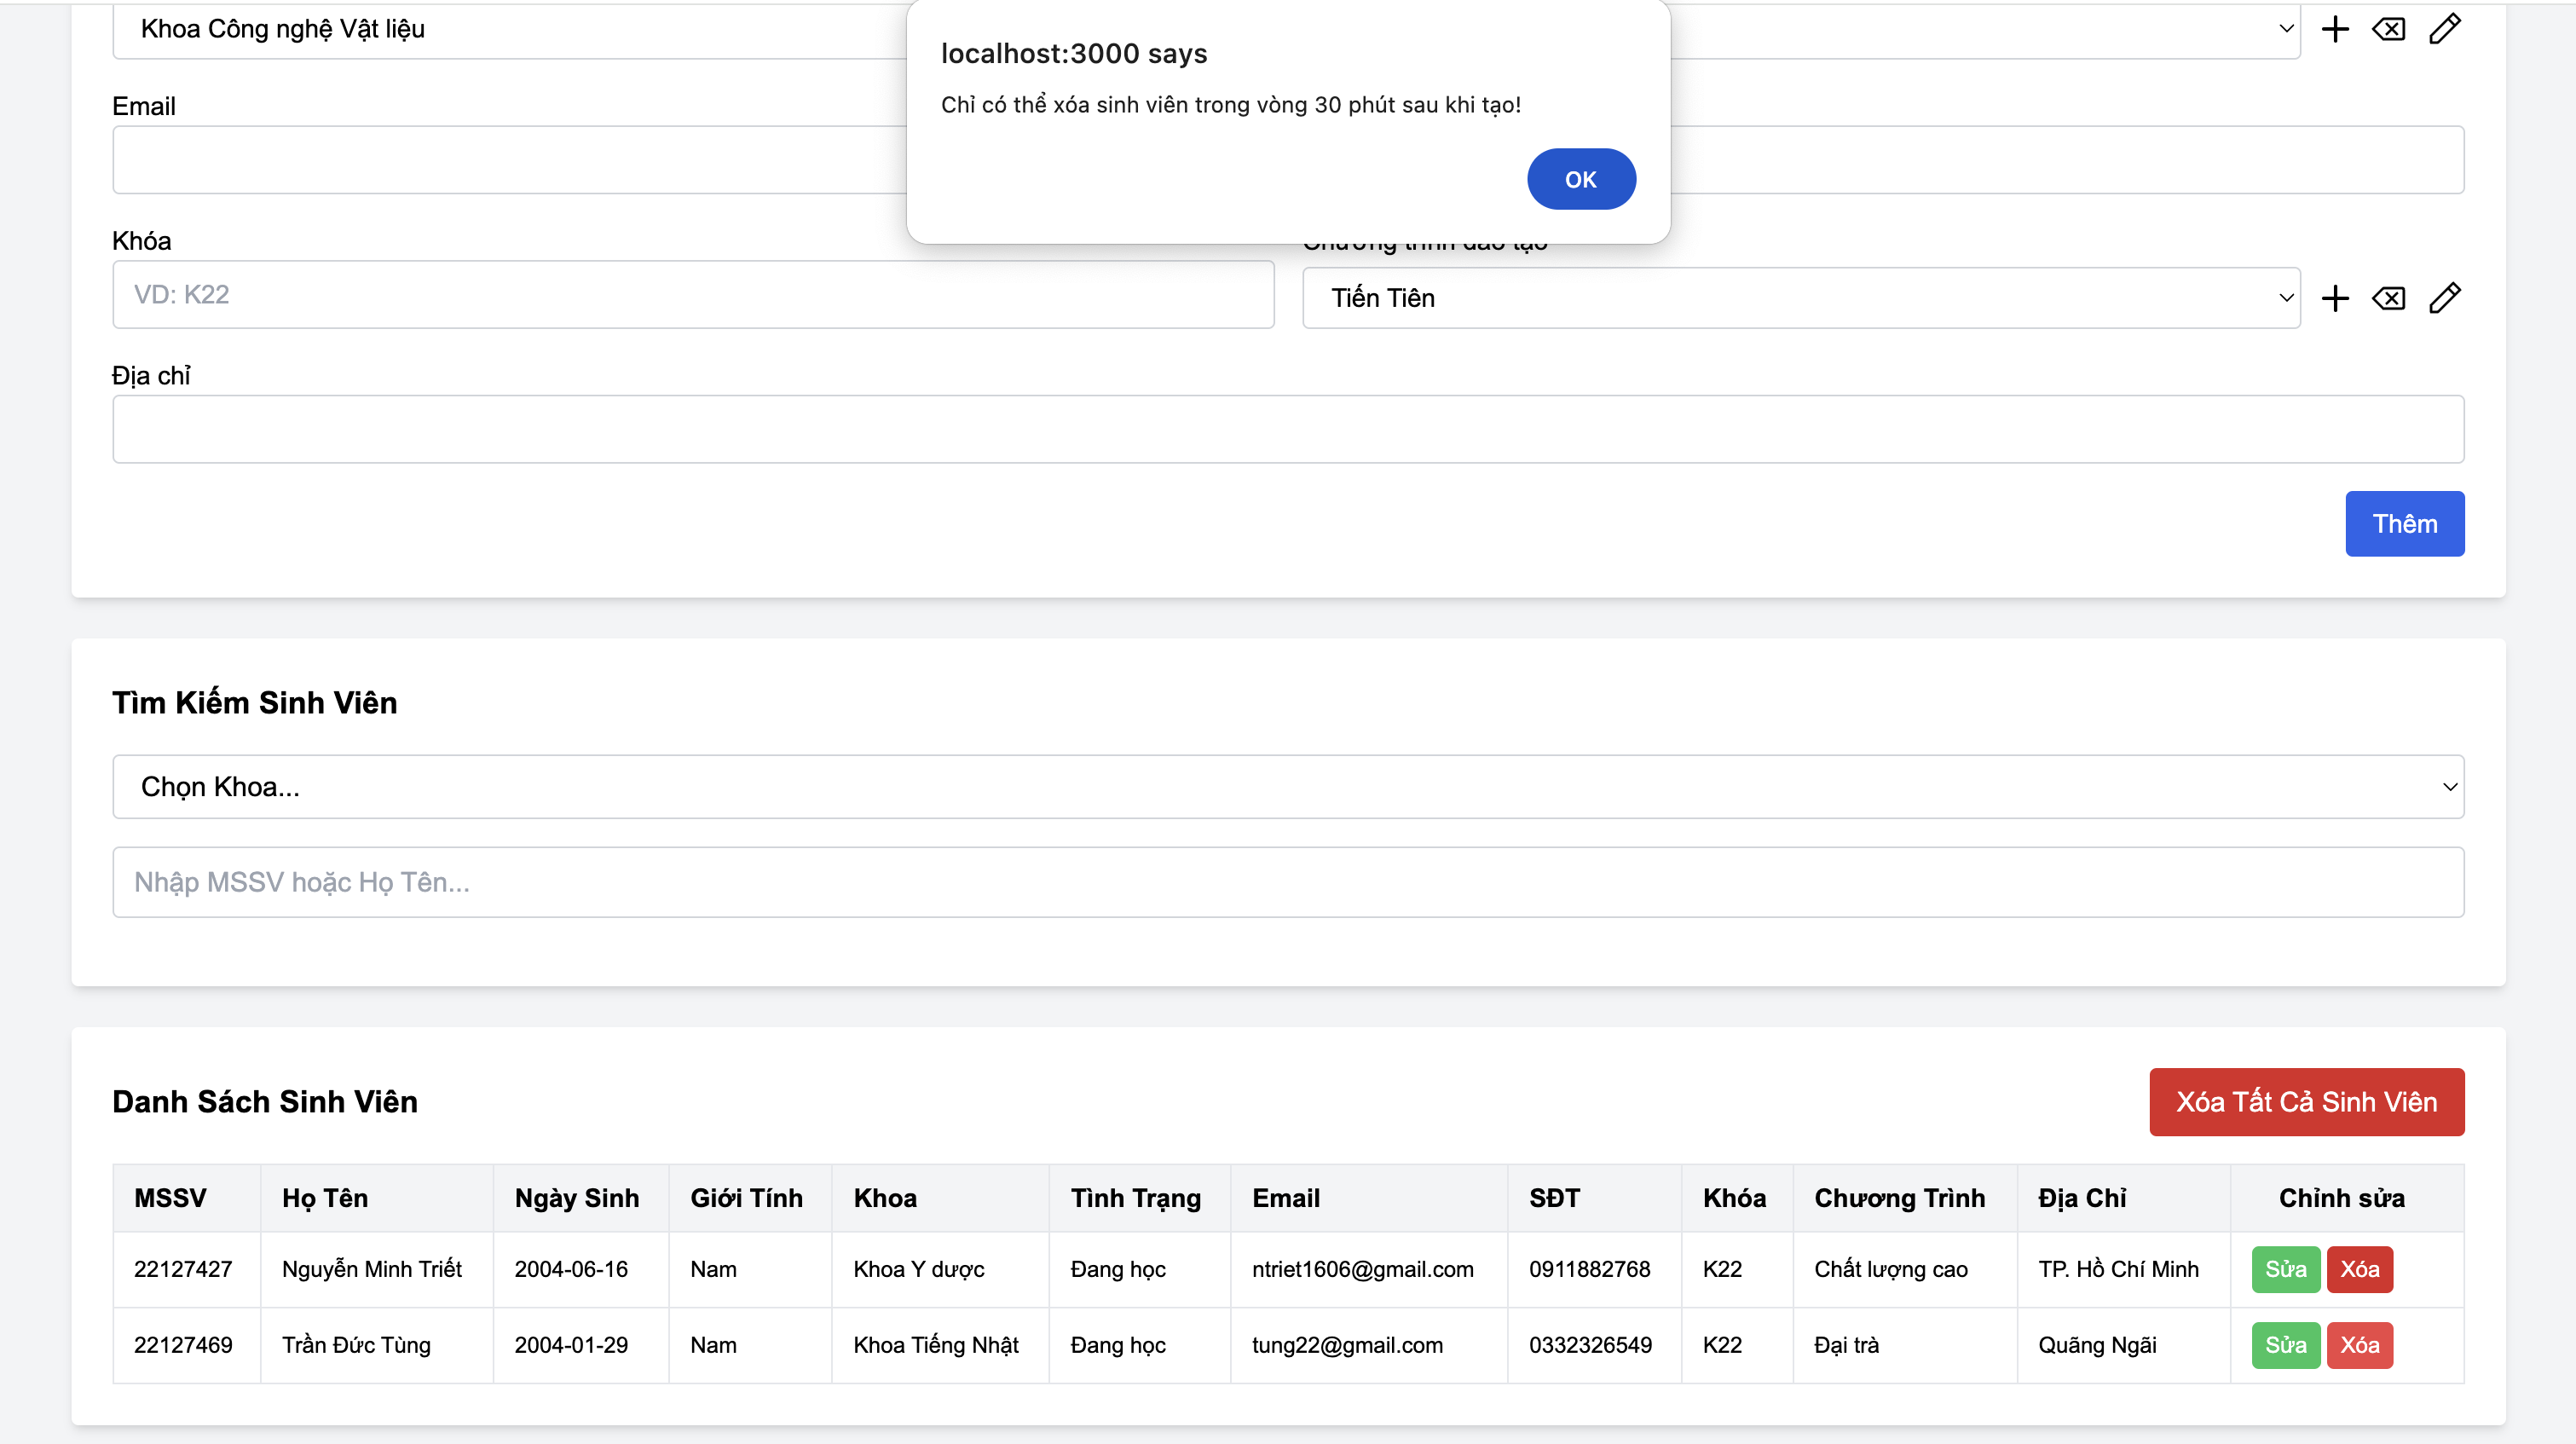 localhost:3000 says
Chỉ có thể xóa sinh viên trong vòng 30 phút sau khi tạo!
OK
Khoa Công nghệ Vật liệu
Email
Khóa
Chương trình đào tạo
VD: K22
Tiến Tiên
Địa chỉ
Thêm
Tìm Kiếm Sinh Viên
Chọn Khoa...
Nhập MSSV hoặc Họ Tên...
Danh Sách Sinh Viên
Xóa Tất Cả Sinh Viên
MSSV Họ Tên Ngày Sinh Giới Tính Khoa Tình Trạng Email SĐT Khóa Chương Trình Địa Chỉ Chỉnh sửa
22127427 Nguyễn Minh Triết 2004-06-16 Nam Khoa Y dược Đang học ntriet1606@gmail.com 0911882768 K22 Chất lượng cao TP. Hồ Chí Minh Sửa Xóa
22127469 Trần Đức Tùng 2004-01-29 Nam Khoa Tiếng Nhật Đang học tung22@gmail.com 0332326549 K22 Đại trà Quãng Ngãi Sửa Xóa